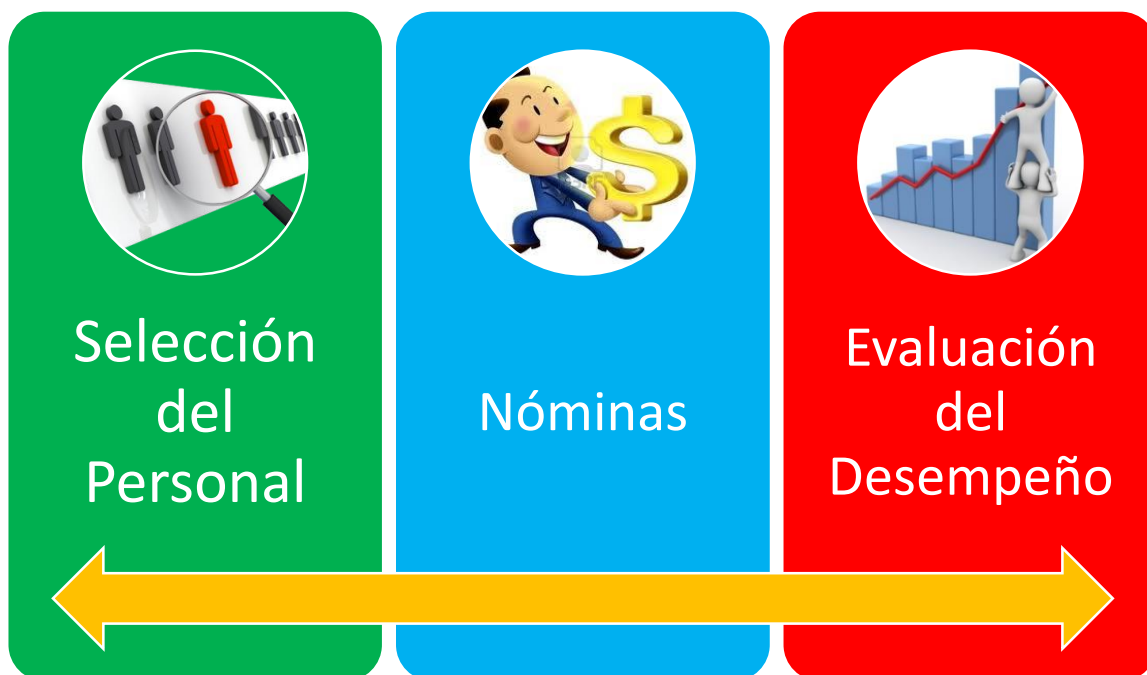 Selección
del
Personal
Nóminas
Evaluación
del
Desempeño